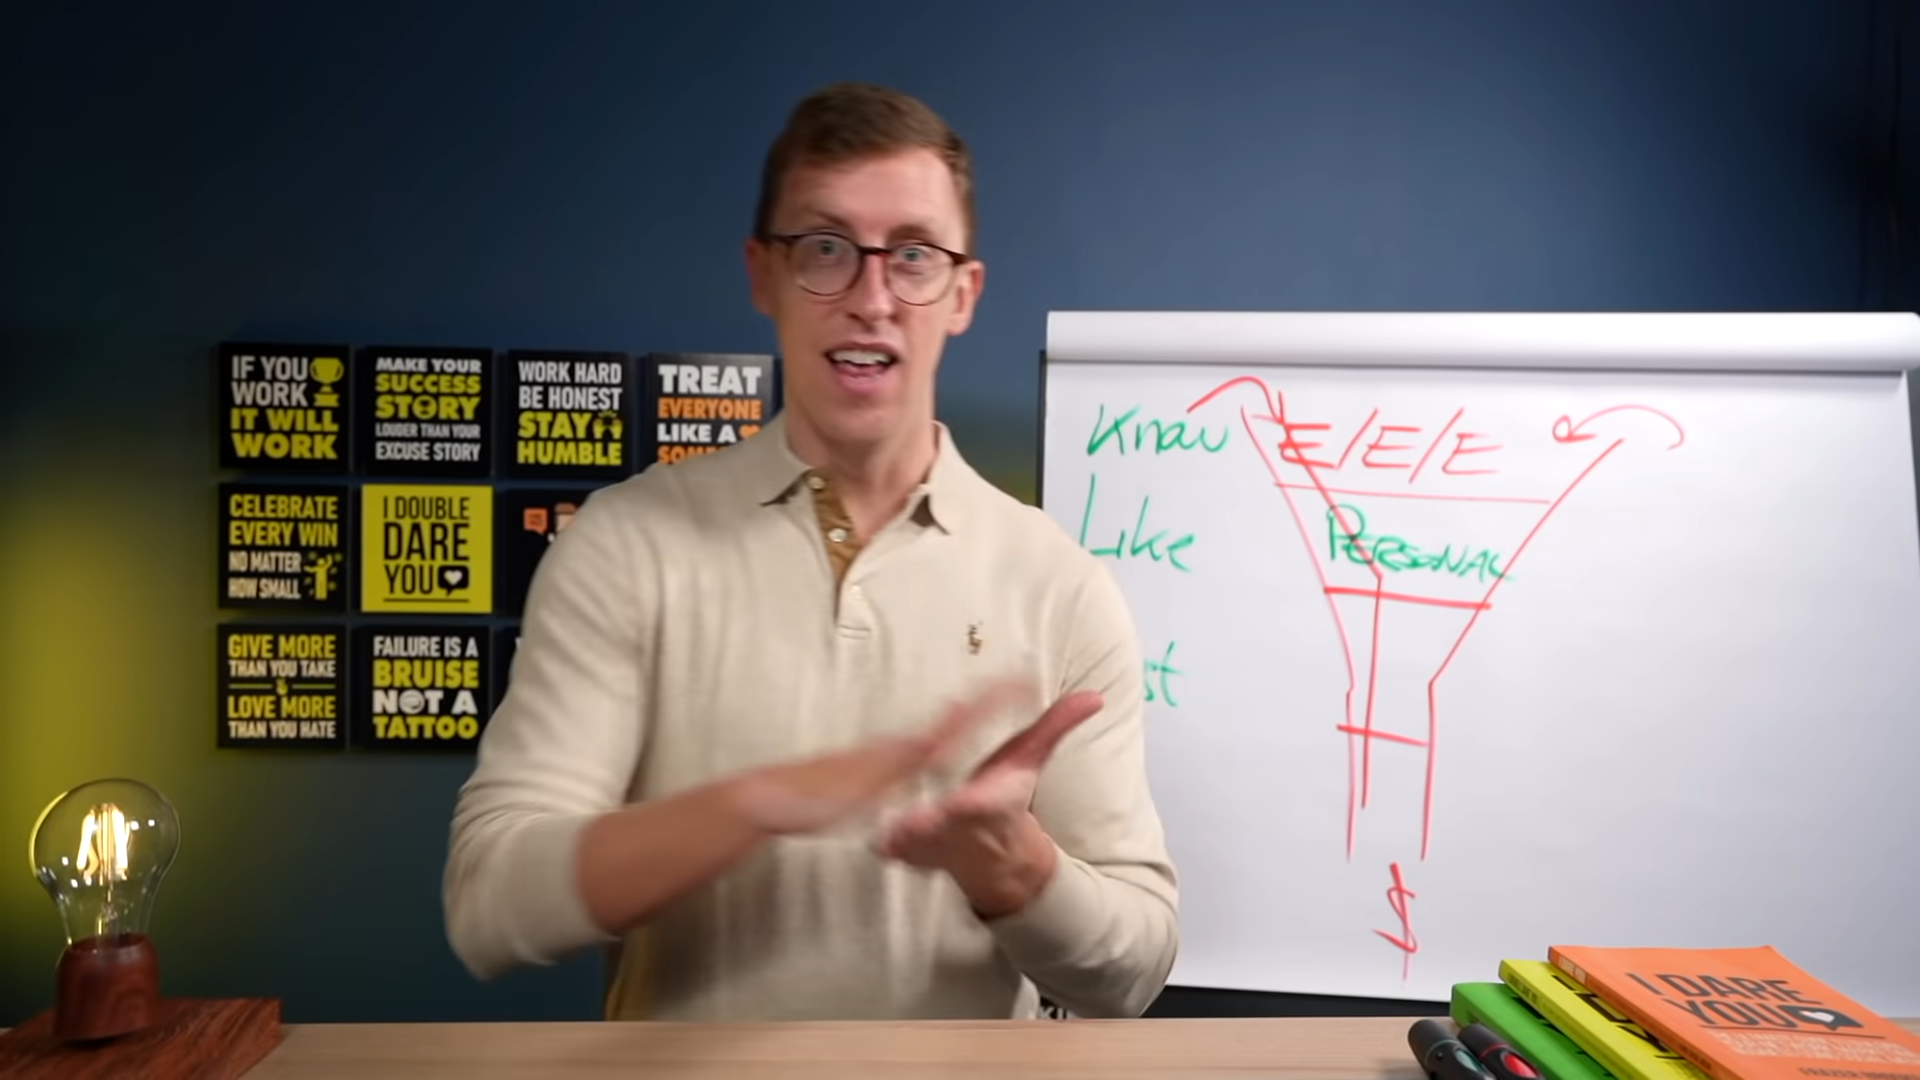 IF YOU
WORK
IT WILL
WORK
MAKE YOUR
SUCCESS
STORY
LOUDER THAN YOUR
EXCUSE STORY
WORK HARD
BE HONEST
STAY
HUMBLE
TREAT
EVERYONE
LIKE A
CELEBRATE
EVERY WIN
NO MATTER
HOW SMALL
I DOUBLE
DARE
YOU
GIVE MORE
THAN YOU TAKE
LOVE MORE
THAN YOU HATE
FAILURE IS A
BRUISE
NOT A
TATTOO
Know
Like
st
E/E/E
PERSONAL
$
I DARE
YOU